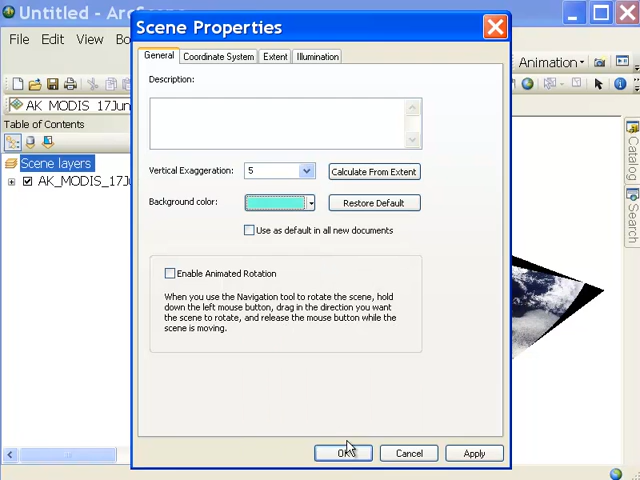 Untitled - ArcScene
Scene Properties
File Edit View
Animation
General Coordinate System Extent Illumination
Description:
AK_MODIS_17Jun
Table of Contents
Scene layers
AK_MODIS_17Ju
Vertical Exaggeration: 5 Calculate From Extent
Background color: Restore Default
Use as default in all new documents
Enable Animated Rotation
When you use the Navigation tool to rotate the scene, hold
down the left mouse button, drag in the direction you want
the scene to rotate, and release the mouse button while the
scene is moving.
OK Cancel Apply
Catalog
Search